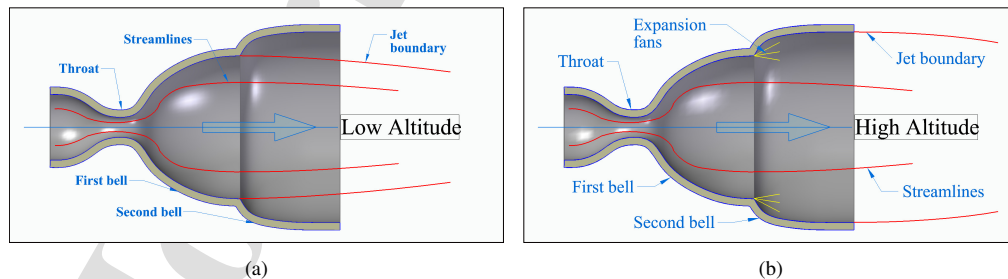 Streamlines
Jet
boundary
Throat
Low Altitude
First bell
Second bell
(a)
Expansion
fans
Jet boundary
Throat
High Altitude
First bell
Streamlines
Second bell
(b)